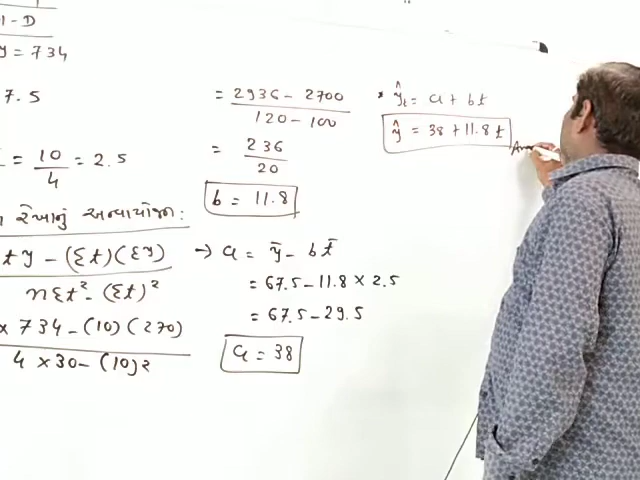 1-D
y = 734
7.5
= 10/4 = 2.5
રેખાનું અન્વાયોજન:
ty - (Σt)(Σy)
nΣt² - (Σt)²
x 734 - (10)(270)
4 x 30 - (10)2
= 2936 - 2700
120 - 100
= 236
20
b = 11.8
→ a = ȳ - b t̄
= 67.5 - 11.8 x 2.5
= 67.5 - 29.5
a = 38
* ŷt = a + bt
ŷ = 38 + 11.8 t